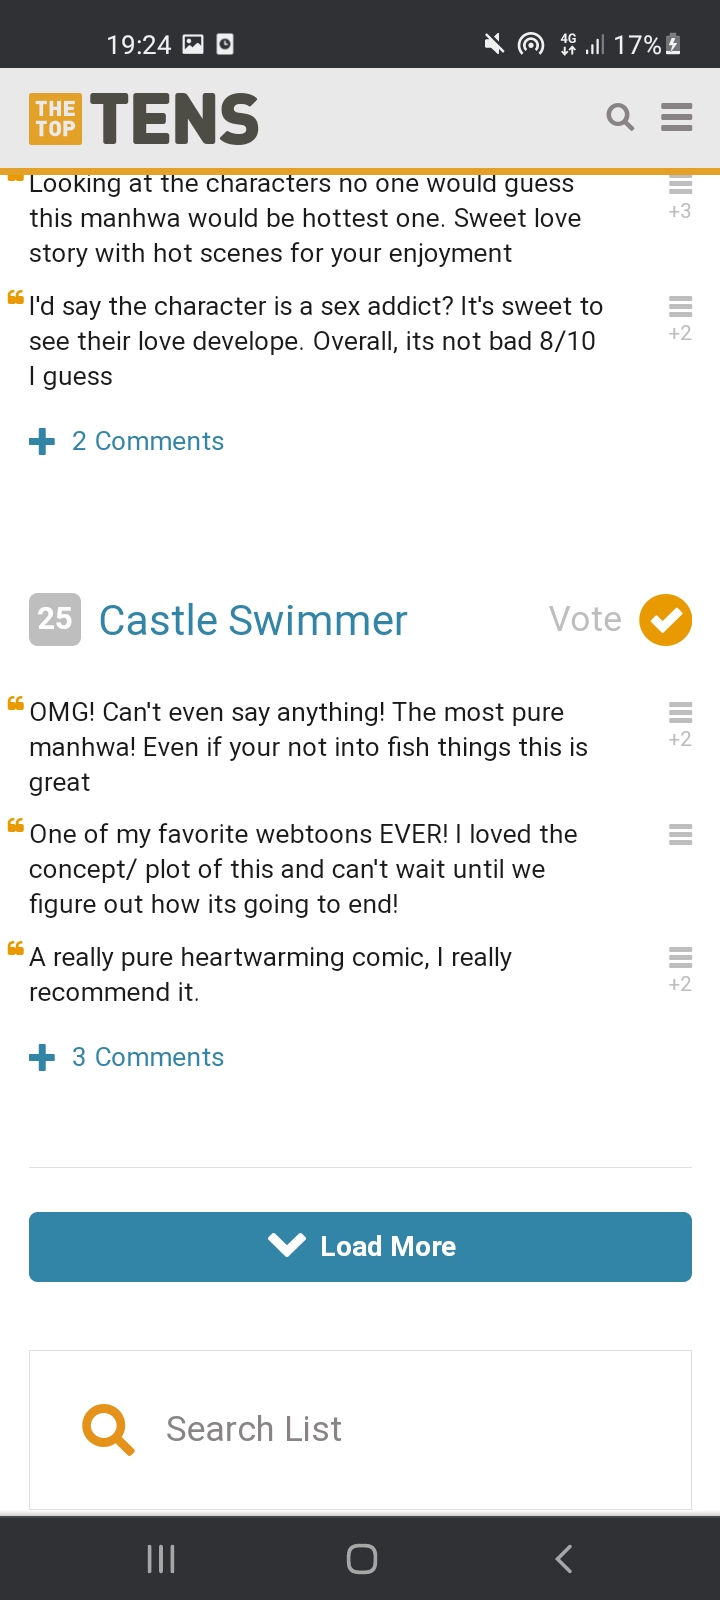 19:24
4G
17%
THE TOP TENS
Looking at the characters no one would guess
this manhwa would be hottest one. Sweet love
story with hot scenes for your enjoyment
+3
I'd say the character is a sex addict? It's sweet to
see their love develope. Overall, its not bad 8/10
I guess
+2
2 Comments
25 Castle Swimmer
Vote
OMG! Can't even say anything! The most pure
manhwa! Even if your not into fish things this is
great
+2
One of my favorite webtoons EVER! I loved the
concept/ plot of this and can't wait until we
figure out how its going to end!
A really pure heartwarming comic, I really
recommend it.
+2
3 Comments
Load More
Search List